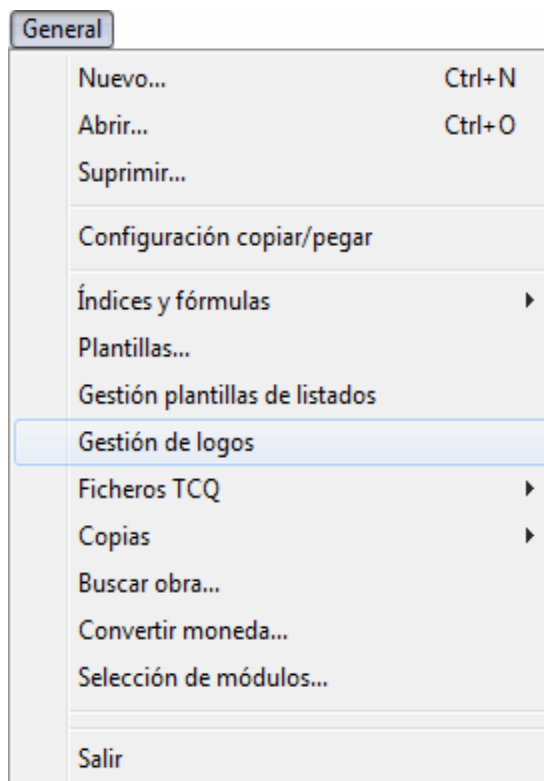 General
Nuevo... Ctrl+N
Abrir... Ctrl+O
Suprimir...
Configuración copiar/pegar
Índices y fórmulas
Plantillas...
Gestión plantillas de listados
Gestión de logos
Ficheros TCQ
Copias
Buscar obra...
Convertir moneda...
Selección de módulos...
Salir